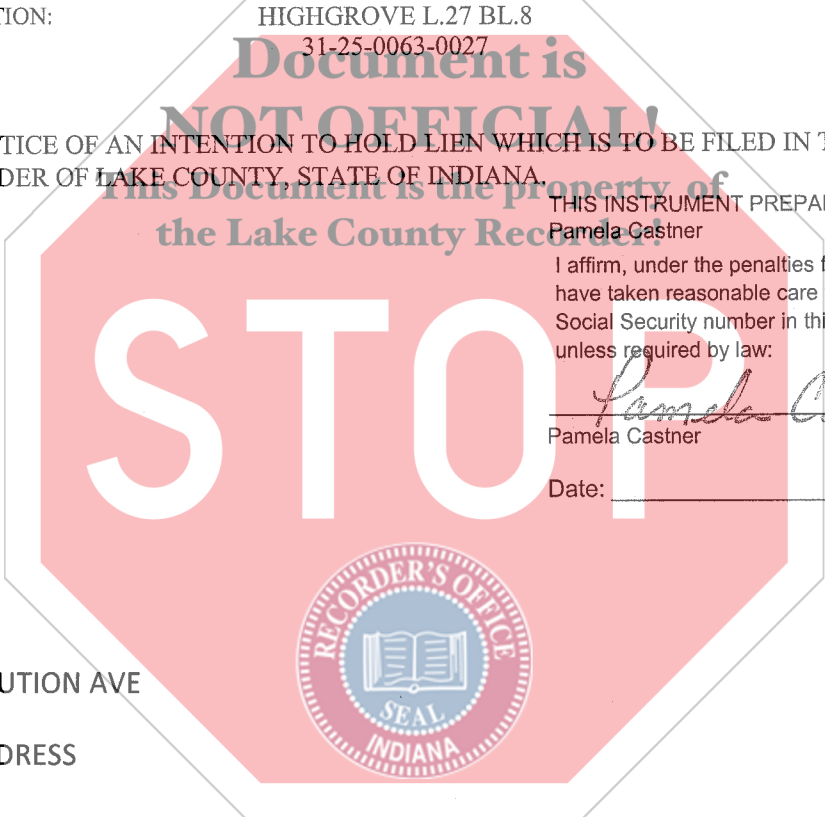 TION:
HIGHGROVE L.27 BL.8
31-25-0063-0027
Document is
NOT OFFICIAL!
TICE OF AN INTENTION TO HOLD LIEN WHICH IS TO BE FILED IN T
DER OF LAKE COUNTY, STATE OF INDIANA.
This Document is the property of
the Lake County Recorder!
THIS INSTRUMENT PREPAR
Pamela Castner
I affirm, under the penalties f
have taken reasonable care
Social Security number in thi
unless required by law:
Pamela C
Pamela Castner
Date:
STOP
RECORDER'S OFFICE
SEAL
INDIANA
UTION AVE
DRESS